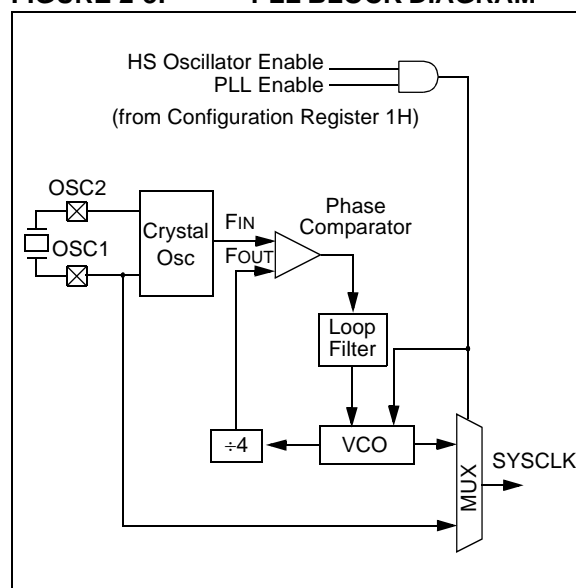 HS Oscillator Enable
PLL Enable
(from Configuration Register 1H)
OSC2
OSC1
Crystal
Osc
FIN
FOUT
Phase
Comparator
Loop
Filter
÷4
VCO
MUX
SYSCLK